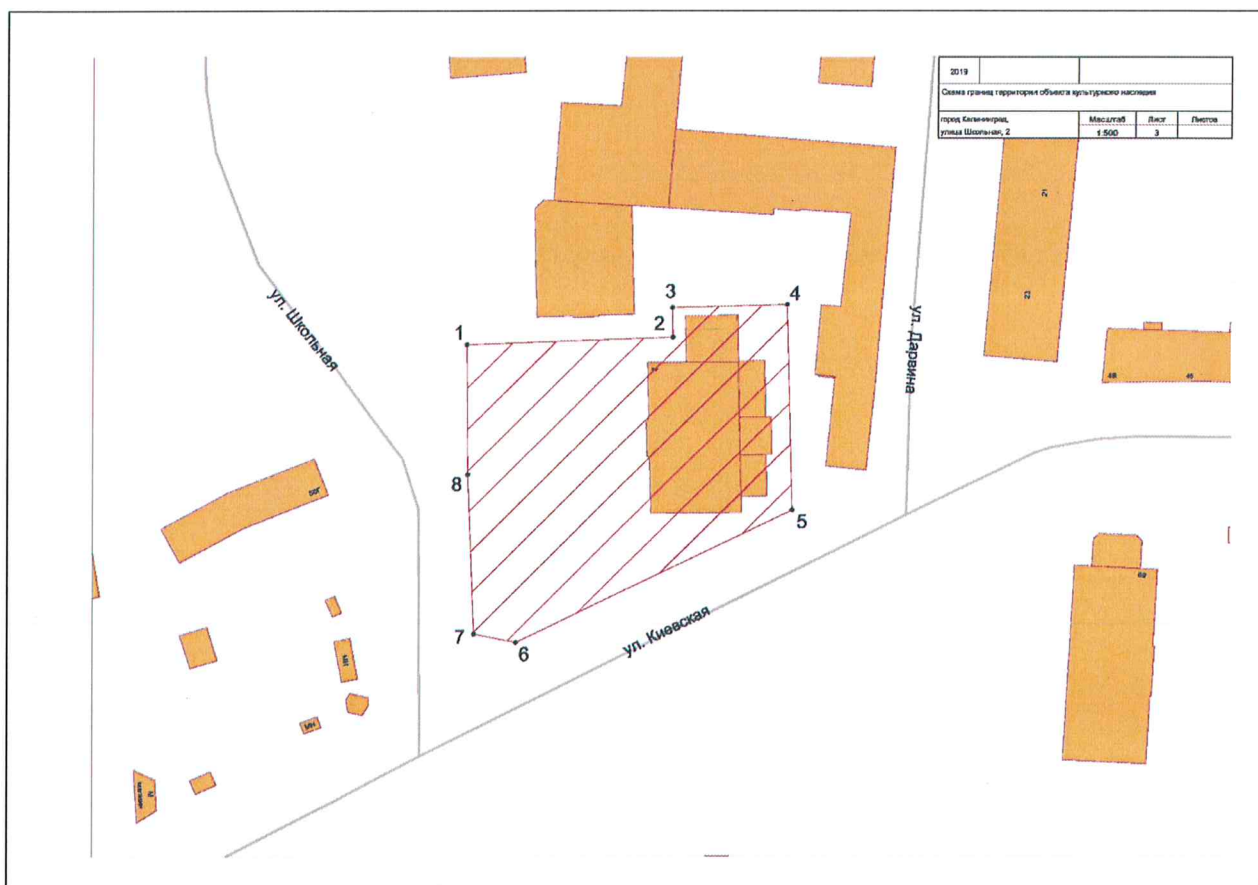 2019
Схема границ территории объекта культурного наследия
город Калининград,
улица Школьная, 2
Масштаб
Лист
Листов
1:500
3
21
23
ул. Школьная
ул. Дарвина
3
4
2
1
8
5
7
6
ул. Киевская
69